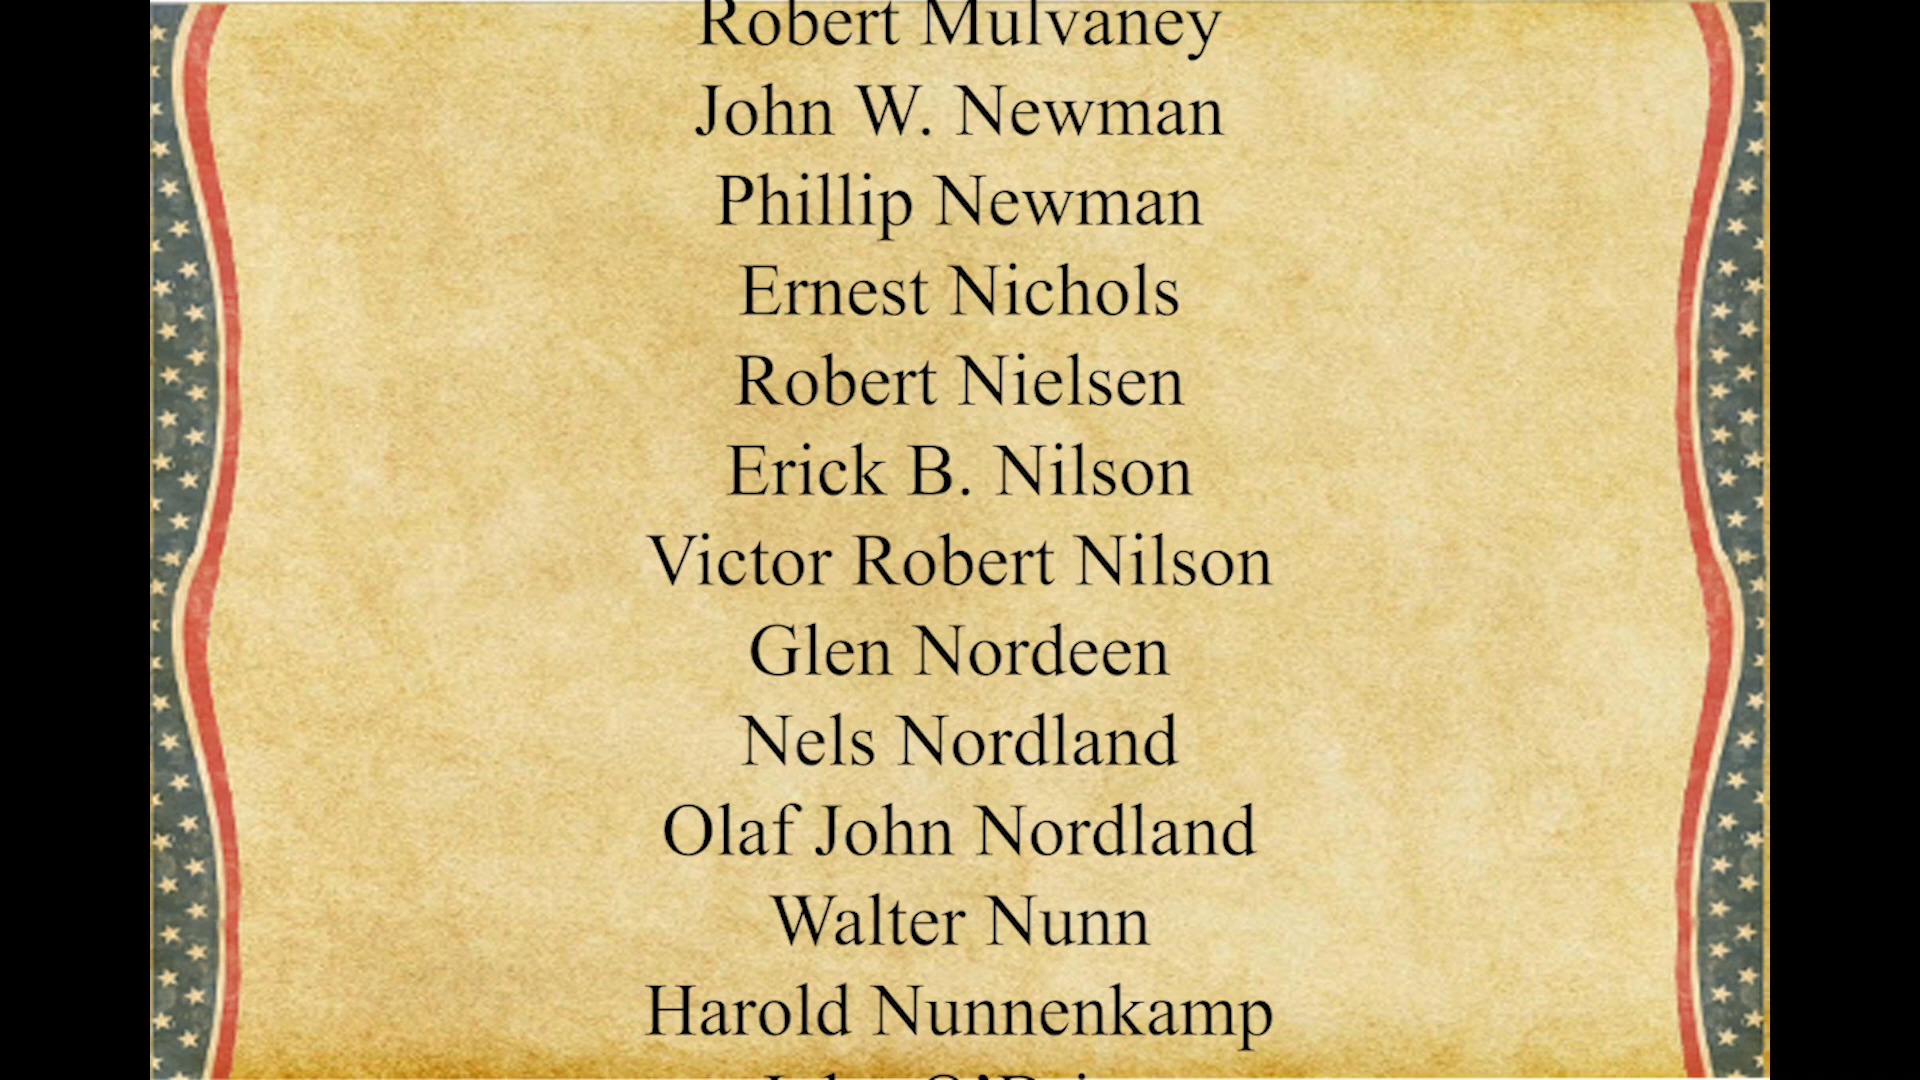 Robert Mulvaney
John W. Newman
Phillip Newman
Ernest Nichols
Robert Nielsen
Erick B. Nilson
Victor Robert Nilson
Glen Nordeen
Nels Nordland
Olaf John Nordland
Walter Nunn
Harold Nunnenkamp